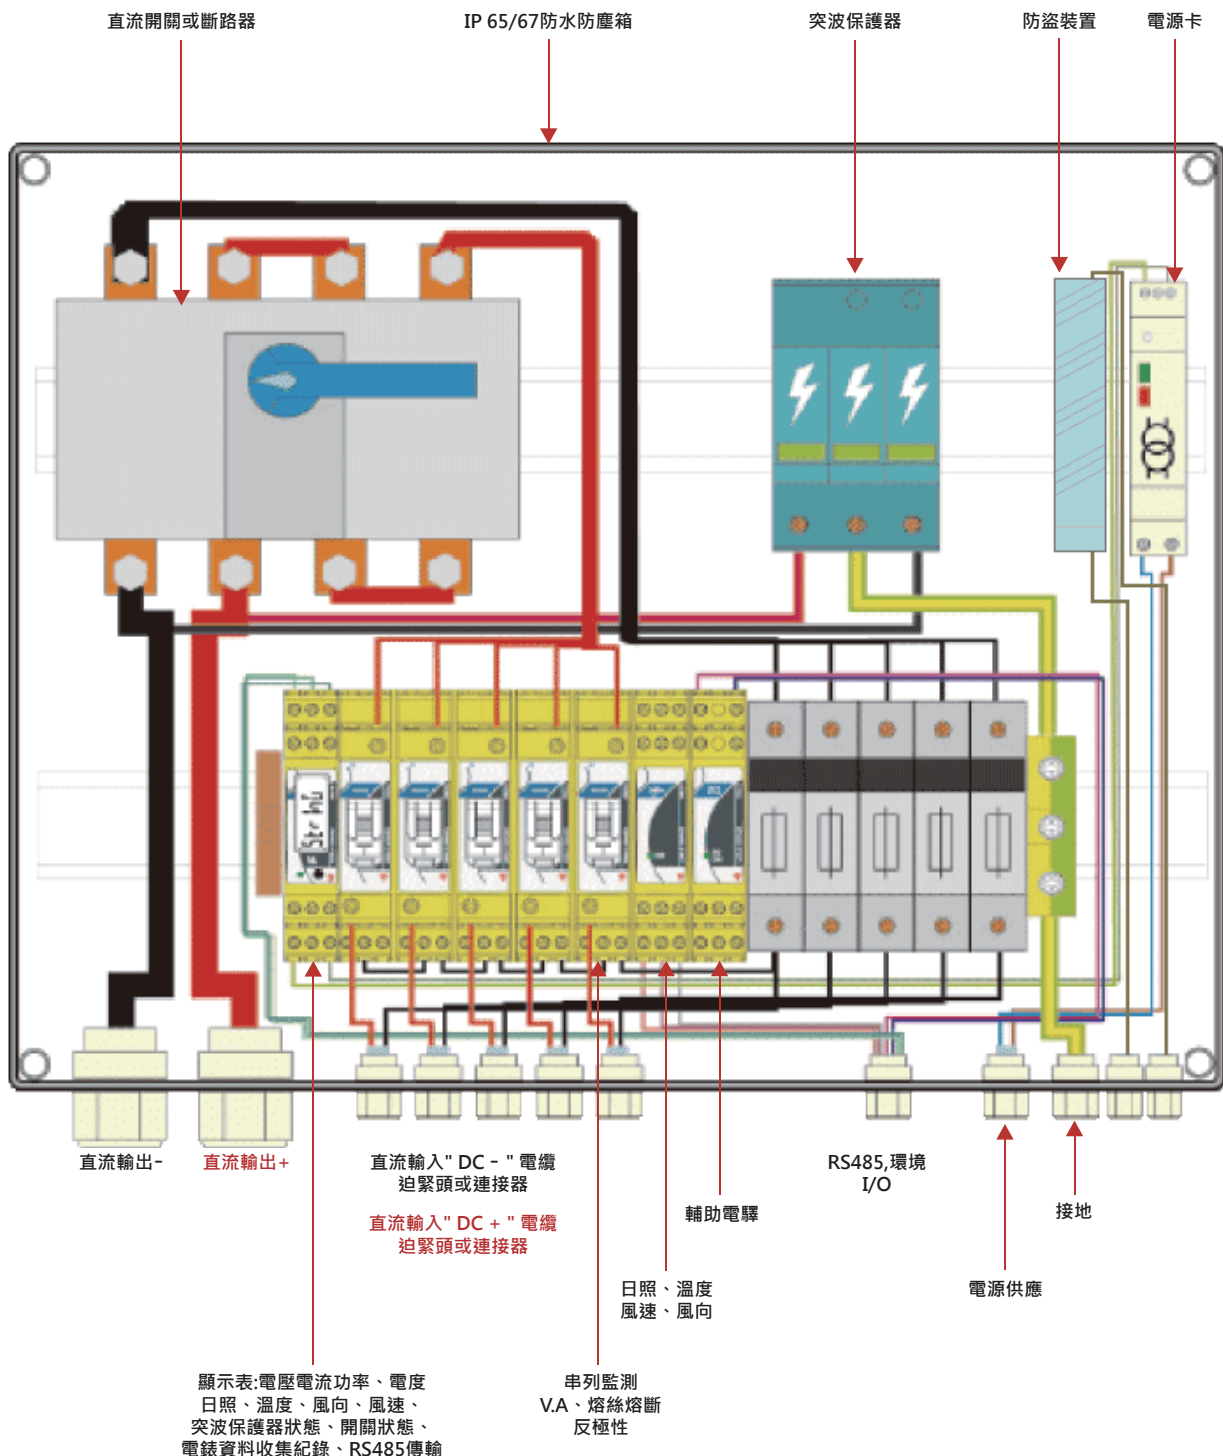 直流開關或斷路器
IP 65/67防水防塵箱
突波保護器
防盜裝置
電源卡
直流輸出-
直流輸出+
直流輸入" DC - " 電纜
迫緊頭或連接器
直流輸入" DC + " 電纜
迫緊頭或連接器
RS485,環境
I/O
輔助電驛
接地
日照、溫度
風速、風向
電源供應
顯示表:電壓電流功率、電度
日照、溫度、風向、風速、
突波保護器狀態、開關狀態、
電錶資料收集紀錄、RS485傳輸
串列監測
V.A、熔絲熔斷
反極性